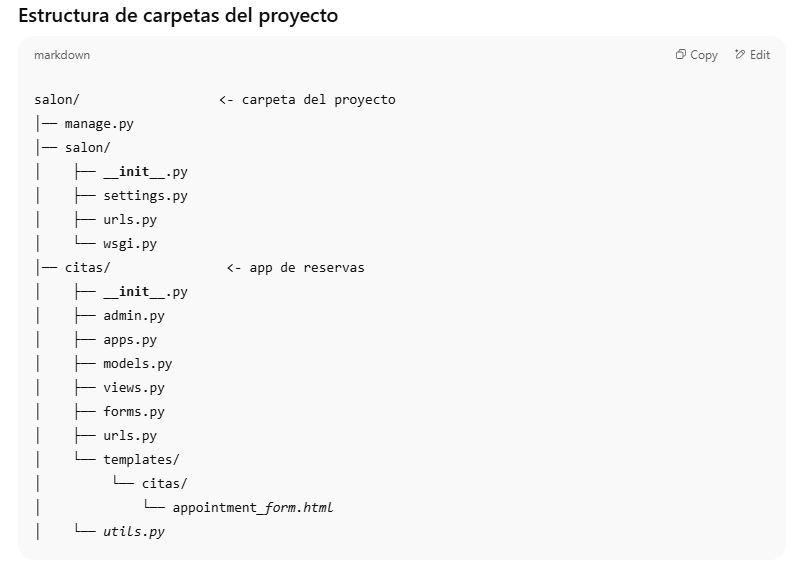 Estructura de carpetas del proyecto
markdown Copy Edit
salon/                  <- carpeta del proyecto
│── manage.py
│── salon/
│    ├── __init__.py
│    ├── settings.py
│    ├── urls.py
│    └── wsgi.py
│── citas/               <- app de reservas
│    ├── __init__.py
│    ├── admin.py
│    ├── apps.py
│    ├── models.py
│    ├── views.py
│    ├── forms.py
│    ├── urls.py
│    └── templates/
│         └── citas/
│             └── appointment_form.html
│    └── utils.py